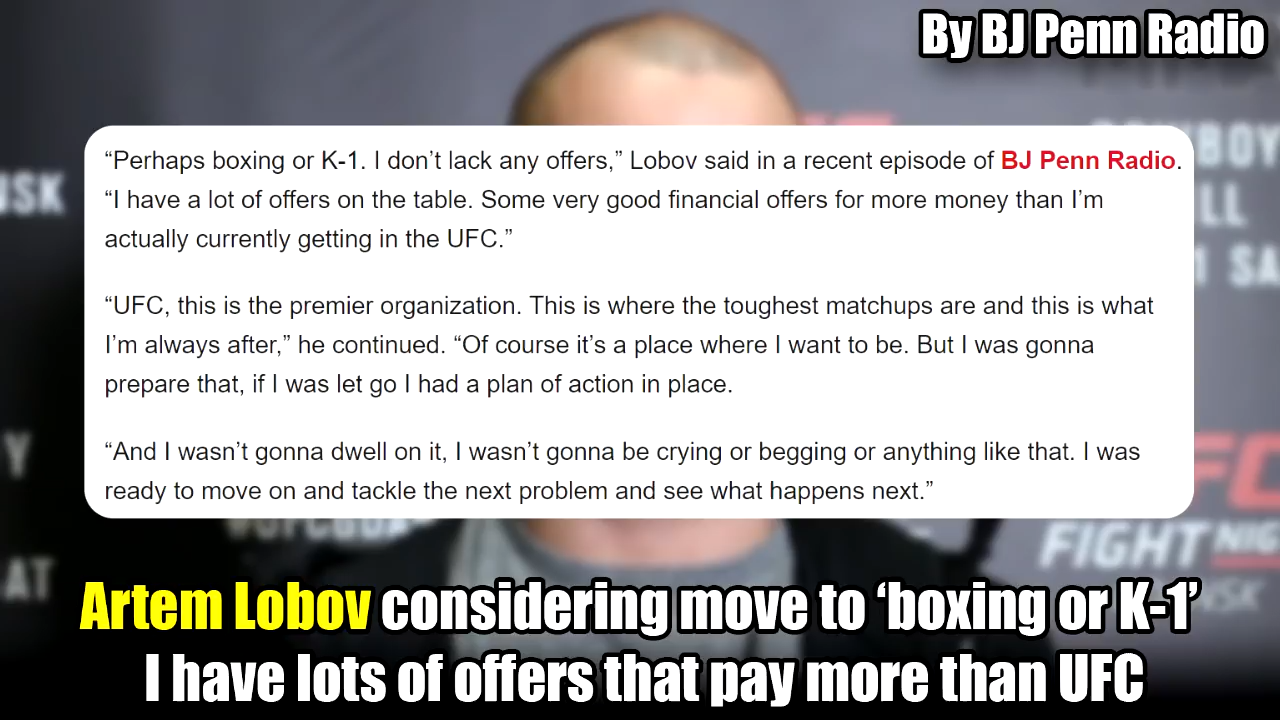 By BJ Penn Radio
“Perhaps boxing or K-1. I don’t lack any offers,” Lobov said in a recent episode of BJ Penn Radio.
“I have a lot of offers on the table. Some very good financial offers for more money than I’m
actually currently getting in the UFC.”
“UFC, this is the premier organization. This is where the toughest matchups are and this is what
I’m always after,” he continued. “Of course it’s a place where I want to be. But I was gonna
prepare that, if I was let go I had a plan of action in place.
“And I wasn’t gonna dwell on it, I wasn’t gonna be crying or begging or anything like that. I was
ready to move on and tackle the next problem and see what happens next.”
FIGHT
Artem Lobov considering move to ‘boxing or K-1’
I have lots of offers that pay more than UFC